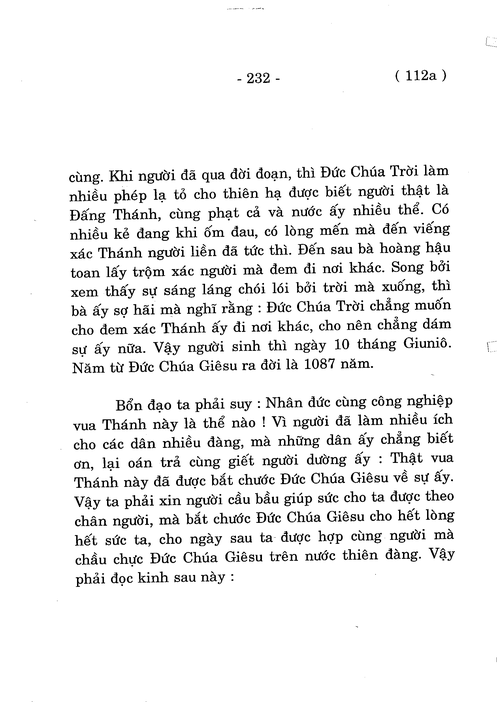 - 232 -
( 112a )
cùng. Khi người đã qua đời đoạn, thì Đức Chúa Trời làm
nhiều phép lạ tỏ cho thiên hạ được biết người thật là
Đấng Thánh, cùng phạt cả và nước ấy nhiều thể. Có
nhiều kẻ đang khi ốm đau, có lòng mến mà đến viếng
xác Thánh người liền đã tức thì. Đến sau bà hoàng hậu
toan lấy trộm xác người mà đem đi nơi khác. Song bởi
xem thấy sự sáng láng chói lói bởi trời mà xuống, thì
bà ấy sợ hãi mà nghĩ rằng : Đức Chúa Trời chẳng muốn
cho đem xác Thánh ấy đi nơi khác, cho nên chẳng dám
sự ấy nữa. Vậy người sinh thì ngày 10 tháng Giuniô.
Năm từ Đức Chúa Giêsu ra đời là 1087 năm.
Bổn đạo ta phải suy : Nhân đức cùng công nghiệp
vua Thánh này là thể nào ! Vì người đã làm nhiều ích
cho các dân nhiều đàng, mà những dân ấy chẳng biết
ơn, lại oán trả cùng giết người dường ấy : Thật vua
Thánh này đã được bắt chước Đức Chúa Giêsu về sự ấy.
Vậy ta phải xin người cầu bầu giúp sức cho ta được theo
chân người, mà bắt chước Đức Chúa Giêsu cho hết lòng
hết sức ta, cho ngày sau ta được hợp cùng người mà
chầu chực Đức Chúa Giêsu trên nước thiên đàng. Vậy
phải đọc kinh sau này :